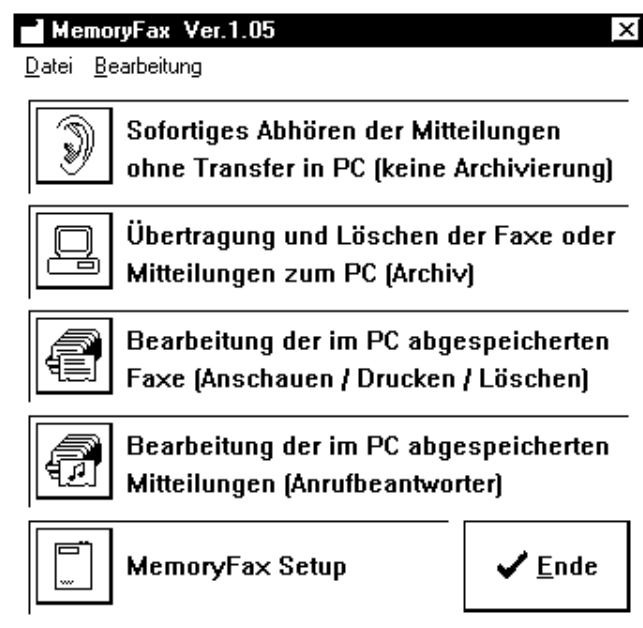 MemoryFax Ver.1.05
Datei Bearbeitung
Sofortiges Abhören der Mitteilungen
ohne Transfer in PC (keine Archivierung)
Übertragung und Löschen der Faxe oder
Mitteilungen zum PC (Archiv)
Bearbeitung der im PC abgespeicherten
Faxe (Anschauen / Drucken / Löschen)
Bearbeitung der im PC abgespeicherten
Mitteilungen (Anrufbeantworter)
MemoryFax Setup
Ende